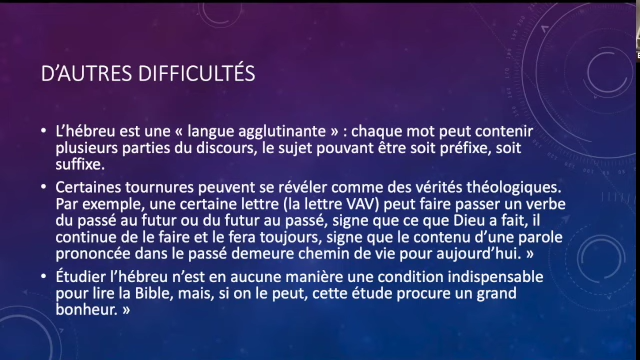 D'AUTRES DIFFICULTÉS
• L'hébreu est une « langue agglutinante » : chaque mot peut contenir
plusieurs parties du discours, le sujet pouvant être soit préfixe, soit
suffixe.
• Certaines tournures peuvent se révéler comme des vérités théologiques.
Par exemple, une certaine lettre (la lettre VAV) peut faire passer un verbe
du passé au futur ou du futur au passé, signe que ce que Dieu a fait, il
continue de le faire et le fera toujours, signe que le contenu d'une parole
prononcée dans le passé demeure chemin de vie pour aujourd'hui. »
• Étudier l'hébreu n'est en aucune manière une condition indispensable
pour lire la Bible, mais, si on le peut, cette étude procure un grand
bonheur. »